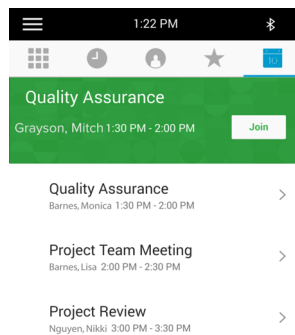 1:22 PM
10
Quality Assurance
Grayson, Mitch 1:30 PM - 2:00 PM
Join
Quality Assurance
Barnes, Monica 1:30 PM - 2:00 PM
Project Team Meeting
Barnes, Lisa 2:00 PM - 2:30 PM
Project Review
Nguyen, Nikki 3:00 PM - 3:30 PM